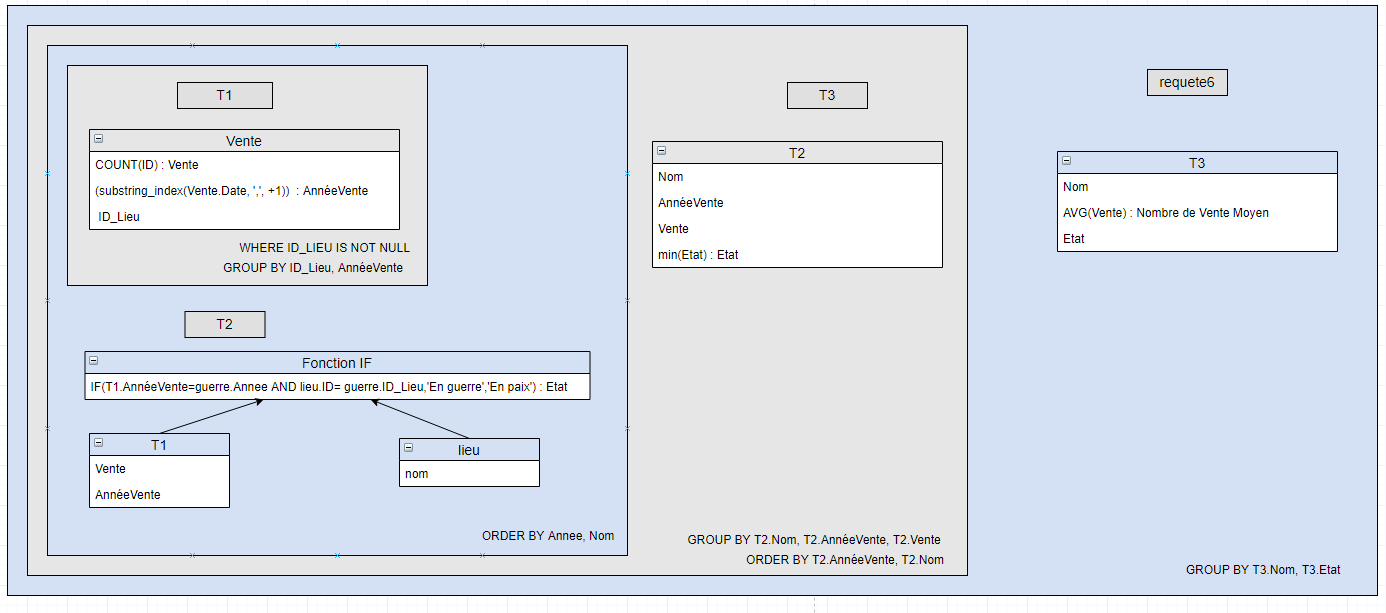 T1
Vente
COUNT(ID) : Vente
(substring_index(Vente.Date, ',', +1)) : AnnéeVente
ID_Lieu
WHERE ID_LIEU IS NOT NULL
GROUP BY ID_Lieu, AnnéeVente
T2
Fonction IF
IF(T1.AnnéeVente=guerre.Annee AND lieu.ID= guerre.ID_Lieu,'En guerre','En paix') : Etat
T1
Vente
AnnéeVente
lieu
nom
ORDER BY Annee, Nom
T3
T2
Nom
AnnéeVente
Vente
min(Etat) : Etat
GROUP BY T2.Nom, T2.AnnéeVente, T2.Vente
ORDER BY T2.AnnéeVente, T2.Nom
requete6
T3
Nom
AVG(Vente) : Nombre de Vente Moyen
Etat
GROUP BY T3.Nom, T3.Etat